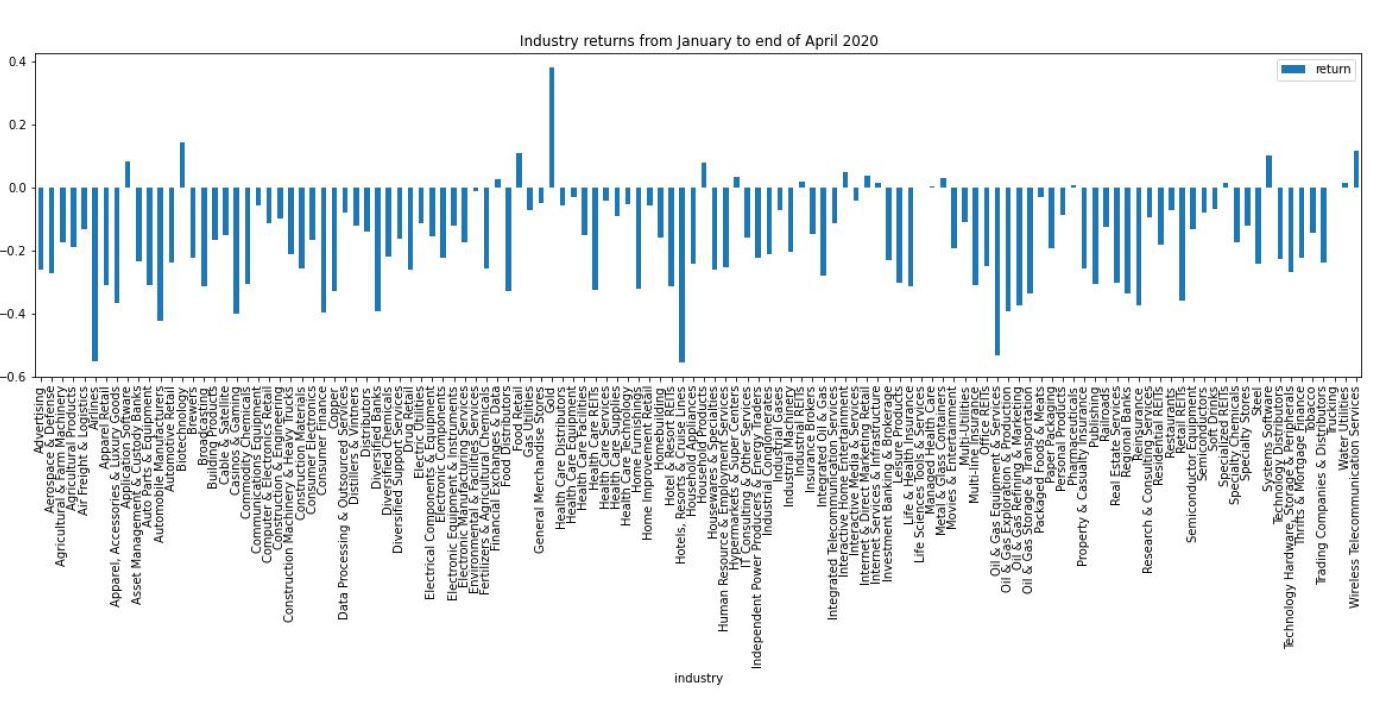 Industry returns from January to end of April 2020
return
0.4
0.2
0.0
−0.2
−0.4
−0.6
Advertising
Aerospace & Defense
Agricultural & Farm Machinery
Agricultural Products
Air Freight & Logistics
Airlines
Apparel Retail
Apparel, Accessories & Luxury Goods
Application Software
Asset Management & Custody Banks
Auto Parts & Equipment
Automobile Manufacturers
Automotive Retail
Biotechnology
Brewers
Broadcasting
Building Products
Cable & Satellite
Casinos & Gaming
Commodity Chemicals
Communications Equipment
Computer & Electronics Retail
Construction & Engineering
Construction Machinery & Heavy Trucks
Construction Materials
Consumer Electronics
Consumer Finance
Copper
Data Processing & Outsourced Services
Distillers & Vintners
Distributors
Diversified Banks
Diversified Chemicals
Diversified Support Services
Drug Retail
Electric Utilities
Electrical Components & Equipment
Electronic Components
Electronic Equipment & Instruments
Electronic Manufacturing Services
Environmental & Facilities Services
Fertilizers & Agricultural Chemicals
Financial Exchanges & Data
Food Distributors
Food Retail
Gas Utilities
General Merchandise Stores
Gold
Health Care Distributors
Health Care Equipment
Health Care Facilities
Health Care REITs
Health Care Services
Health Care Supplies
Health Care Technology
Home Furnishings
Home Improvement Retail
Homebuilding
Hotel & Resort REITs
Hotels, Resorts & Cruise Lines
Household Appliances
Household Products
Housewares & Specialties
Human Resource & Employment Services
Hypermarkets & Super Centers
IT Consulting & Other Services
Independent Power Producers & Energy Traders
Industrial Conglomerates
Industrial Gases
Industrial Machinery
Industrial REITs
Insurance Brokers
Integrated Oil & Gas
Integrated Telecommunication Services
Interactive Home Entertainment
Interactive Media & Services
Internet & Direct Marketing Retail
Internet Services & Infrastructure
Investment Banking & Brokerage
Leisure Products
Life & Health Insurance
Life Sciences Tools & Services
Managed Health Care
Metal & Glass Containers
Movies & Entertainment
Multi-Utilities
Multi-line Insurance
Office REITs
Oil & Gas Equipment & Services
Oil & Gas Exploration & Production
Oil & Gas Refining & Marketing
Oil & Gas Storage & Transportation
Packaged Foods & Meats
Paper Packaging
Personal Products
Pharmaceuticals
Property & Casualty Insurance
Publishing
Railroads
Real Estate Services
Regional Banks
Reinsurance
Research & Consulting Services
Residential REITs
Restaurants
Retail REITs
Semiconductor Equipment
Semiconductors
Soft Drinks
Specialized REITs
Specialty Chemicals
Specialty Stores
Steel
Systems Software
Technology Distributors
Technology Hardware, Storage & Peripherals
Thrifts & Mortgage Finance
Tobacco
Trading Companies & Distributors
Trucking
Water Utilities
Wireless Telecommunication Services
industry